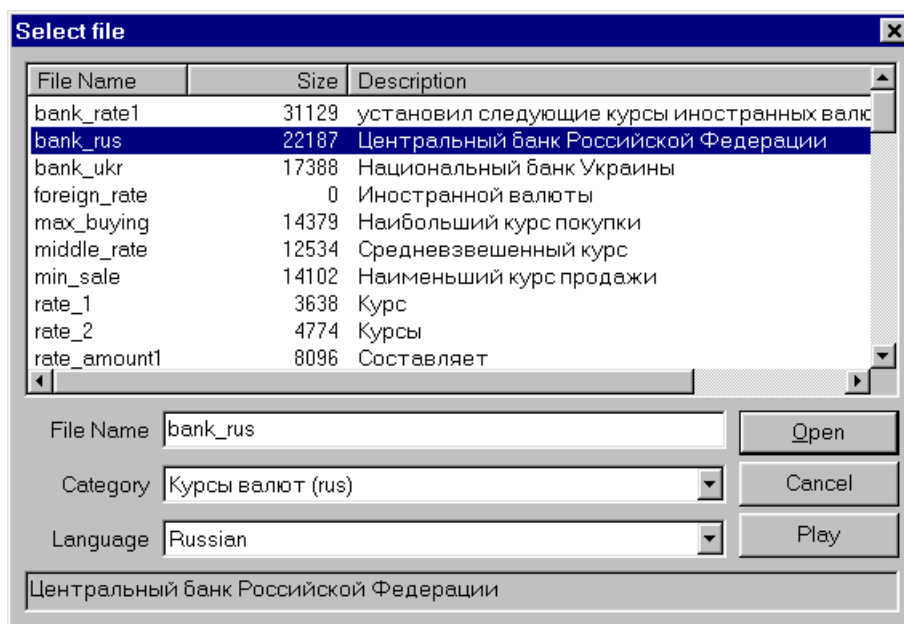 Select file
File Name Size Description
bank_rate1 31129 установил следующие курсы иностранных валю
bank_rus 22187 Центральный банк Российской Федерации
bank_ukr 17388 Национальный банк Украины
foreign_rate 0 Иностранной валюты
max_buying 14379 Наибольший курс покупки
middle_rate 12534 Средневзвешенный курс
min_sale 14102 Наименьший курс продажи
rate_1 3638 Курс
rate_2 4774 Курсы
rate_amount1 8096 Составляет
File Name bank_rus Open
Category Курсы валют (rus) Cancel
Language Russian Play
Центральный банк Российской Федерации